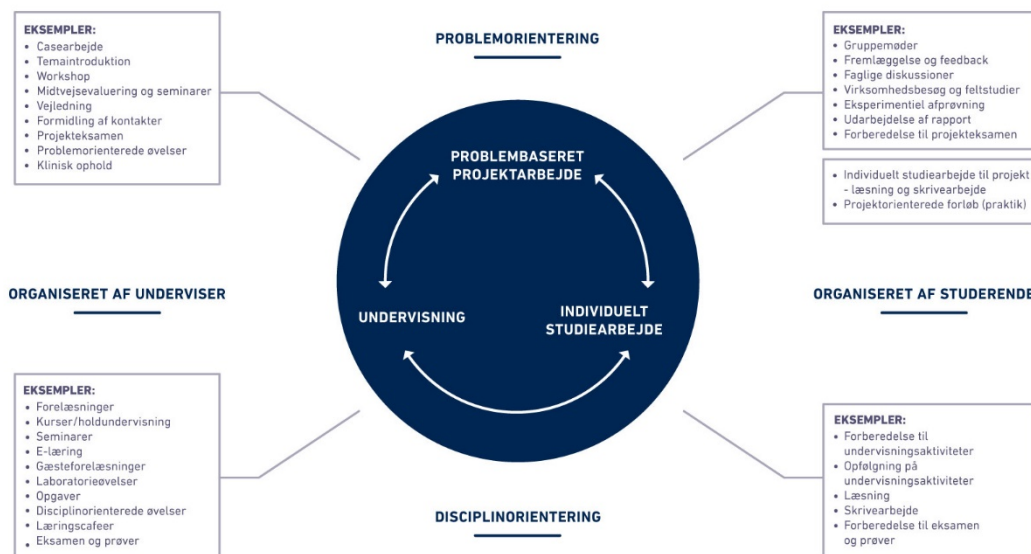 EKSEMPLER:
• Casearbejde
• Temaintroduktion
• Workshop
• Midtvejsevaluering og seminarer
• Vejledning
• Formidling af kontakter
• Projekteksamen
• Problemorienterede øvelser
• Klinisk ophold
PROBLEMORIENTERING
EKSEMPLER:
• Gruppemøder
• Fremlæggelse og feedback
• Faglige diskussioner
• Virksomhedsbesøg og feltstudier
• Eksperimentiel afprøvning
• Udarbejdelse af rapport
• Forberedelse til projekteksamen
• Individuelt studiearbejde til projekt
- læsning og skrivearbejde
• Projektorienterede forløb (praktik)
PROBLEMBASERET
PROJEKTARBEJDE
ORGANISERET AF UNDERVISER
UNDERVISNING
INDIVIDUELT
STUDIEARBEJDE
ORGANISERET AF STUDERENDE
EKSEMPLER:
• Forelæsninger
• Kurser/holdundervisning
• Seminarer
• E-læring
• Gæsteforelæsninger
• Laboratorieøvelser
• Opgaver
• Disciplinorienterede øvelser
• Læringscafeer
• Eksamen og prøver
DISCIPLINORIENTERING
EKSEMPLER:
• Forberedelse til
undervisningsaktiviteter
• Opfølgning på
undervisningsaktiviteter
• Læsning
• Skrivearbejde
• Forberedelse til eksamen
og prøver